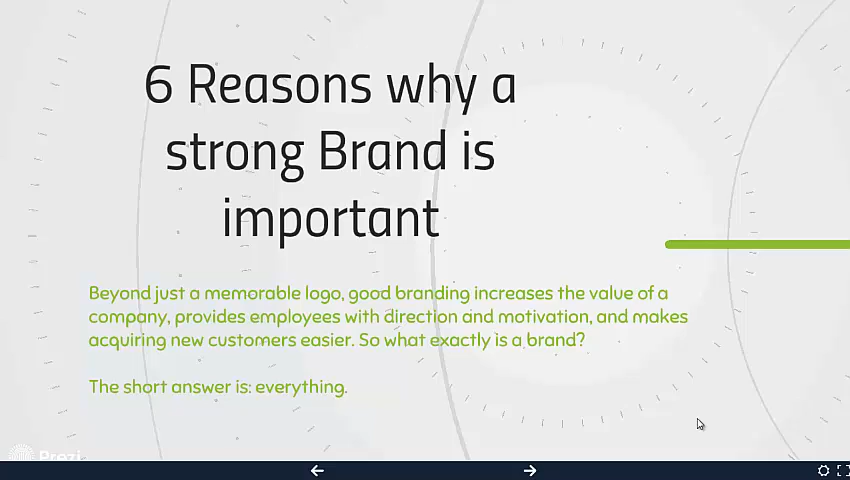 6 Reasons why a
strong Brand is
important
Beyond just a memorable logo, good branding increases the value of a
company, provides employees with direction and motivation, and makes
acquiring new customers easier. So what exactly is a brand?
The short answer is: everything.
Prezi